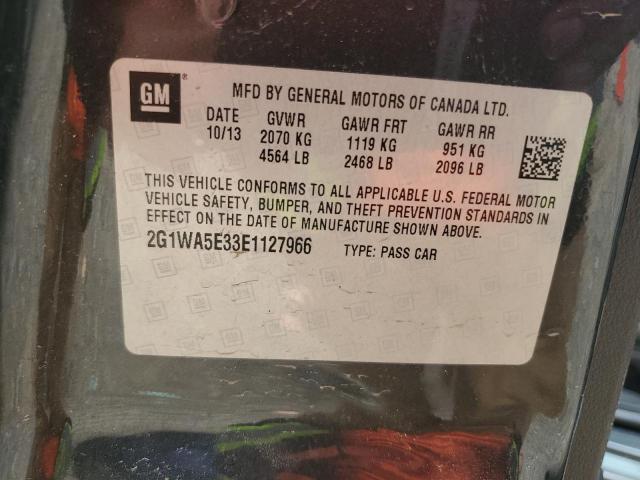 GM ®
MFD BY GENERAL MOTORS OF CANADA LTD.
DATE GVWR GAWR FRT GAWR RR
10/13 2070 KG 1119 KG 951 KG
4564 LB 2468 LB 2096 LB
THIS VEHICLE CONFORMS TO ALL APPLICABLE U.S. FEDERAL MOTOR
VEHICLE SAFETY, BUMPER, AND THEFT PREVENTION STANDARDS IN
EFFECT ON THE DATE OF MANUFACTURE SHOWN ABOVE.
2G1WA5E33E1127966 TYPE: PASS CAR